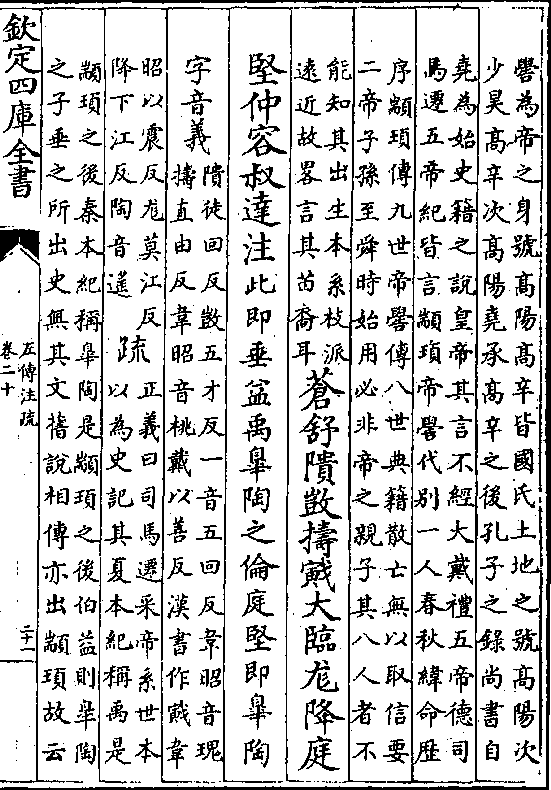 嚳為帝之身號髙陽髙辛皆國氏土地之號髙陽次
少昊髙辛次髙陽堯承髙辛之後孔子之録尚書自
堯為始史籍之說皇帝其言不經大戴禮五帝德司
馬遷五帝紀皆言顓頊帝嚳代别一人春秋緯命歴
序顓頊傳九世帝嚳傳八世典籍散亡無以取信要
二帝子孫至舜時始用必非帝之親子其八人者不
能知其出生本系枝派
逺近故畧言其苗裔耳
蒼舒隤敳擣戭大臨尨降庭
堅仲容叔達注此即垂益禹臯陶之倫庭堅即臯陶
字音義
隤徒回反敳五才反一音五回反韋昭音瑰
擣直由反韋昭音桃戴以善反漢書作戭韋
昭以震反尨莫江反
降下江反陶音遥
疏
正義曰司馬遷采帝系世本
以為史記其夏本紀稱禹是
顓頊之後秦本紀稱臯陶是顓頊之後伯益則臯陶
之子垂之所出史無其文舊說相傳亦出顓頊故云
欽定四庫全書
左傳注疏
卷二十
二十一